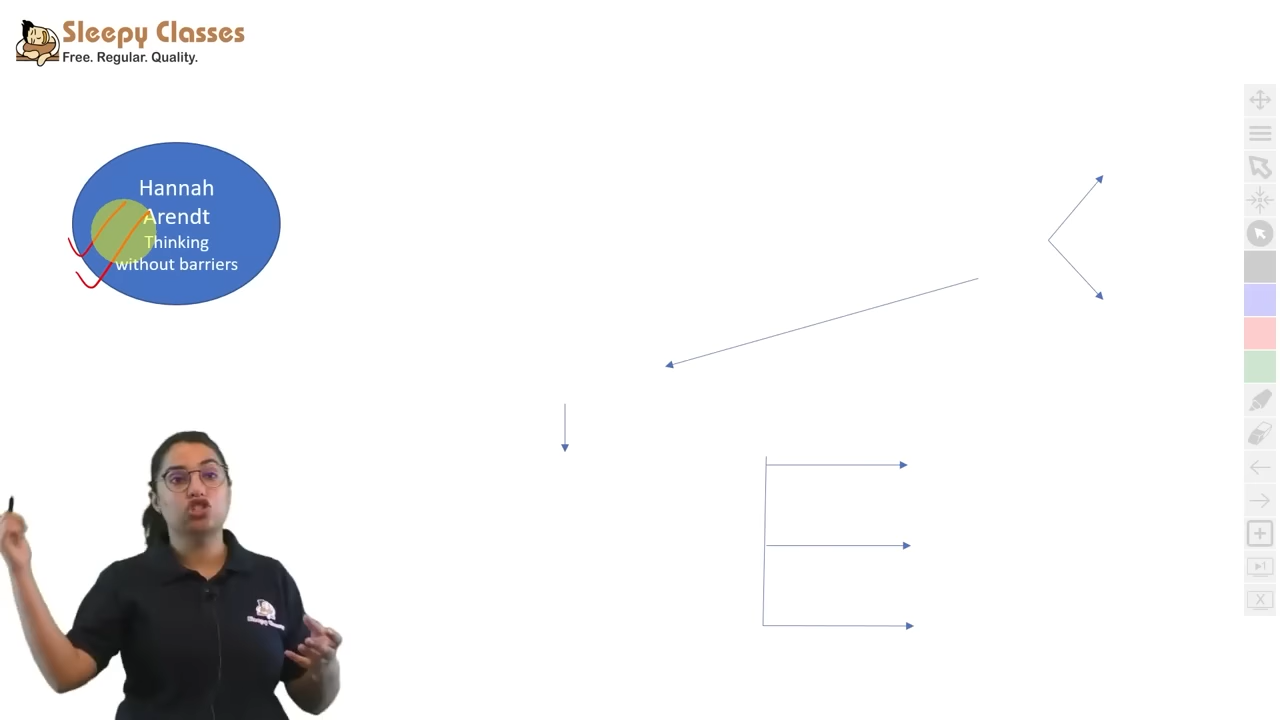 Sleepy Classes
Free. Regular. Quality.
Hannah
Arendt
Thinking
without barriers